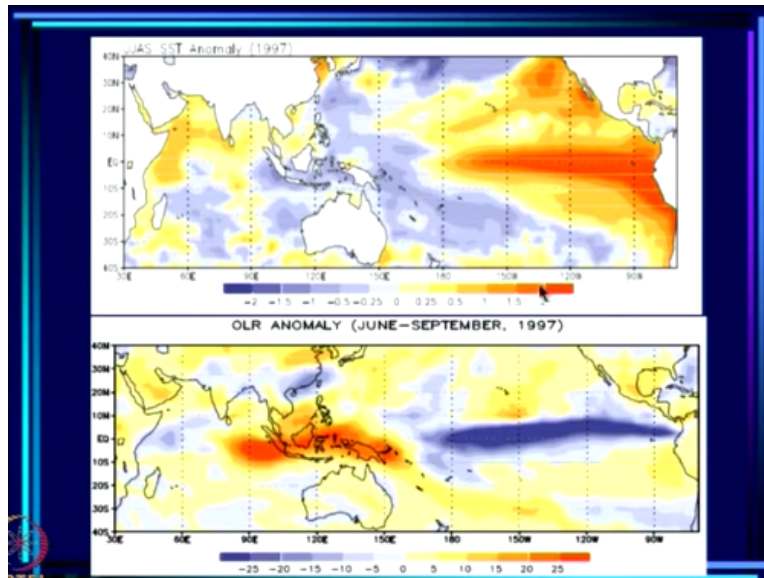 JJAS SST Anomaly (1997)
40N
30N
20N
10N
EQ
10S
20S
30S
40S
30E 60E 90E 120E 150E 180 150W 120W 90W
-2 -1.5 -1 -0.5 -0.25 0 0.25 0.5 1 1.5
OLR ANOMALY (JUNE-SEPTEMBER, 1997)
40N
30N
20N
10N
EQ
10S
20S
30S
40S
30E 60E 90E 120E 150E 180 150W 120W 90W
-25 -20 -15 -10 -5 0 5 10 15 20 25